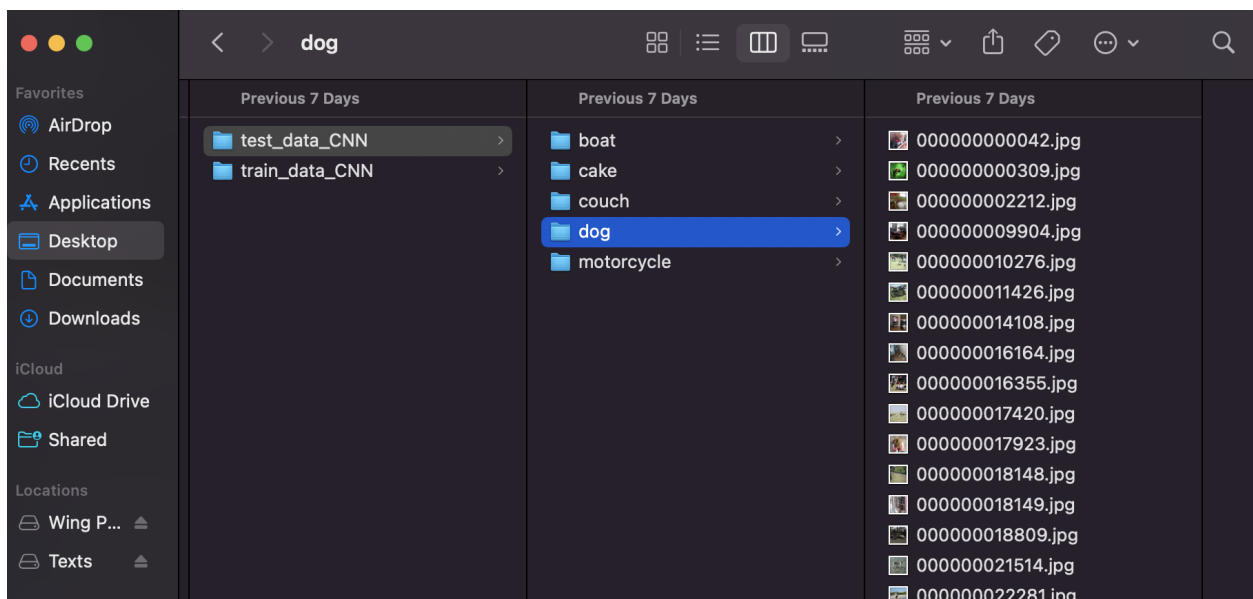 dog
Favorites
AirDrop
Recents
Applications
Desktop
Documents
Downloads
iCloud
iCloud Drive
Shared
Locations
Wing P...
Texts
Previous 7 Days
test_data_CNN
train_data_CNN
Previous 7 Days
boat
cake
couch
dog
motorcycle
Previous 7 Days
000000000042.jpg
000000000309.jpg
000000002212.jpg
000000009904.jpg
000000010276.jpg
000000011426.jpg
000000014108.jpg
000000016164.jpg
000000016355.jpg
000000017420.jpg
000000017923.jpg
000000018148.jpg
000000018149.jpg
000000018809.jpg
000000021514.jpg
000000022281.jpg